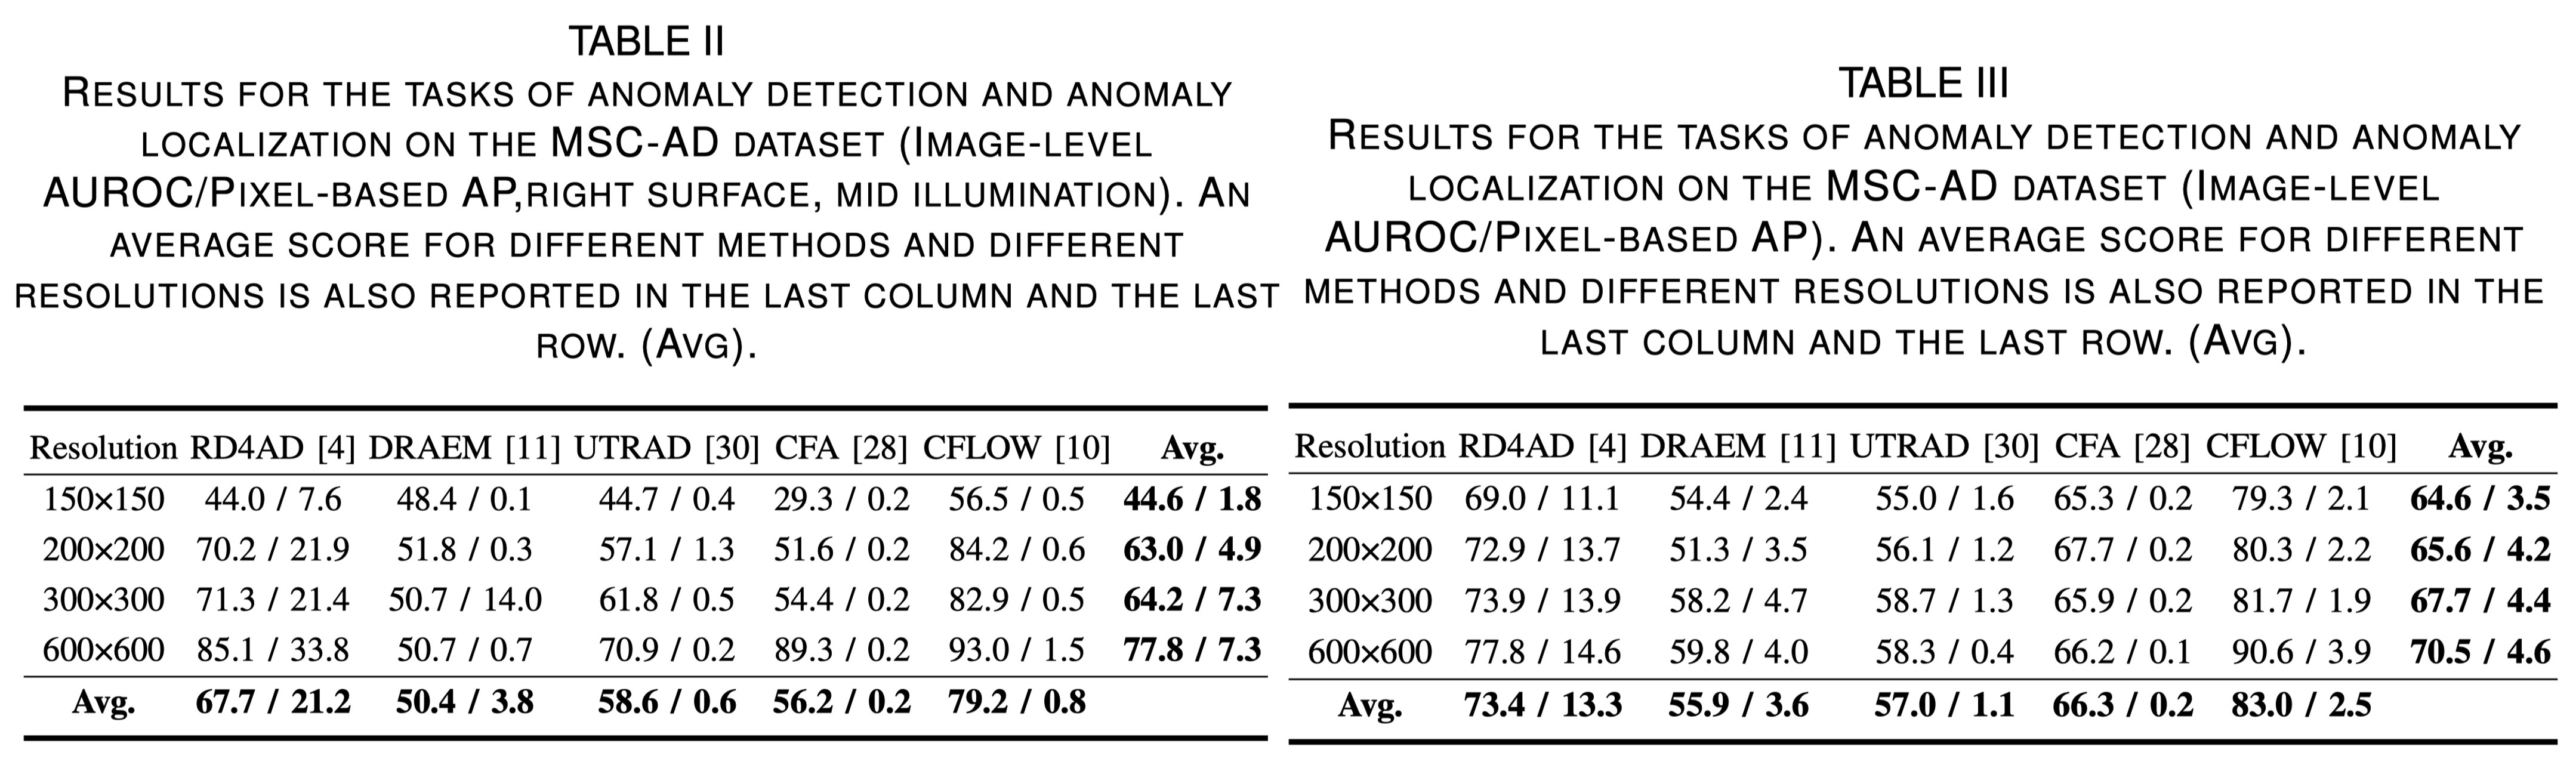 TABLE II
RESULTS FOR THE TASKS OF ANOMALY DETECTION AND ANOMALY
LOCALIZATION ON THE MSC-AD DATASET (IMAGE-LEVEL
AUROC/PIXEL-BASED AP,RIGHT SURFACE, MID ILLUMINATION). AN
AVERAGE SCORE FOR DIFFERENT METHODS AND DIFFERENT
RESOLUTIONS IS ALSO REPORTED IN THE LAST COLUMN AND THE LAST
ROW. (AVG).
Resolution RD4AD [4] DRAEM [11] UTRAD [30] CFA [28] CFLOW [10] Avg.
150×150 44.0 / 7.6 48.4 / 0.1 44.7 / 0.4 29.3 / 0.2 56.5 / 0.5 44.6 / 1.8
200×200 70.2 / 21.9 51.8 / 0.3 57.1 / 1.3 51.6 / 0.2 84.2 / 0.6 63.0 / 4.9
300×300 71.3 / 21.4 50.7 / 14.0 61.8 / 0.5 54.4 / 0.2 82.9 / 0.5 64.2 / 7.3
600×600 85.1 / 33.8 50.7 / 0.7 70.9 / 0.2 89.3 / 0.2 93.0 / 1.5 77.8 / 7.3
Avg. 67.7 / 21.2 50.4 / 3.8 58.6 / 0.6 56.2 / 0.2 79.2 / 0.8
TABLE III
RESULTS FOR THE TASKS OF ANOMALY DETECTION AND ANOMALY
LOCALIZATION ON THE MSC-AD DATASET (IMAGE-LEVEL
AUROC/PIXEL-BASED AP). AN AVERAGE SCORE FOR DIFFERENT
METHODS AND DIFFERENT RESOLUTIONS IS ALSO REPORTED IN THE
LAST COLUMN AND THE LAST ROW. (AVG).
Resolution RD4AD [4] DRAEM [11] UTRAD [30] CFA [28] CFLOW [10] Avg.
150×150 69.0 / 11.1 54.4 / 2.4 55.0 / 1.6 65.3 / 0.2 79.3 / 2.1 64.6 / 3.5
200×200 72.9 / 13.7 51.3 / 3.5 56.1 / 1.2 67.7 / 0.2 80.3 / 2.2 65.6 / 4.2
300×300 73.9 / 13.9 58.2 / 4.7 58.7 / 1.3 65.9 / 0.2 81.7 / 1.9 67.7 / 4.4
600×600 77.8 / 14.6 59.8 / 4.0 58.3 / 0.4 66.2 / 0.1 90.6 / 3.9 70.5 / 4.6
Avg. 73.4 / 13.3 55.9 / 3.6 57.0 / 1.1 66.3 / 0.2 83.0 / 2.5